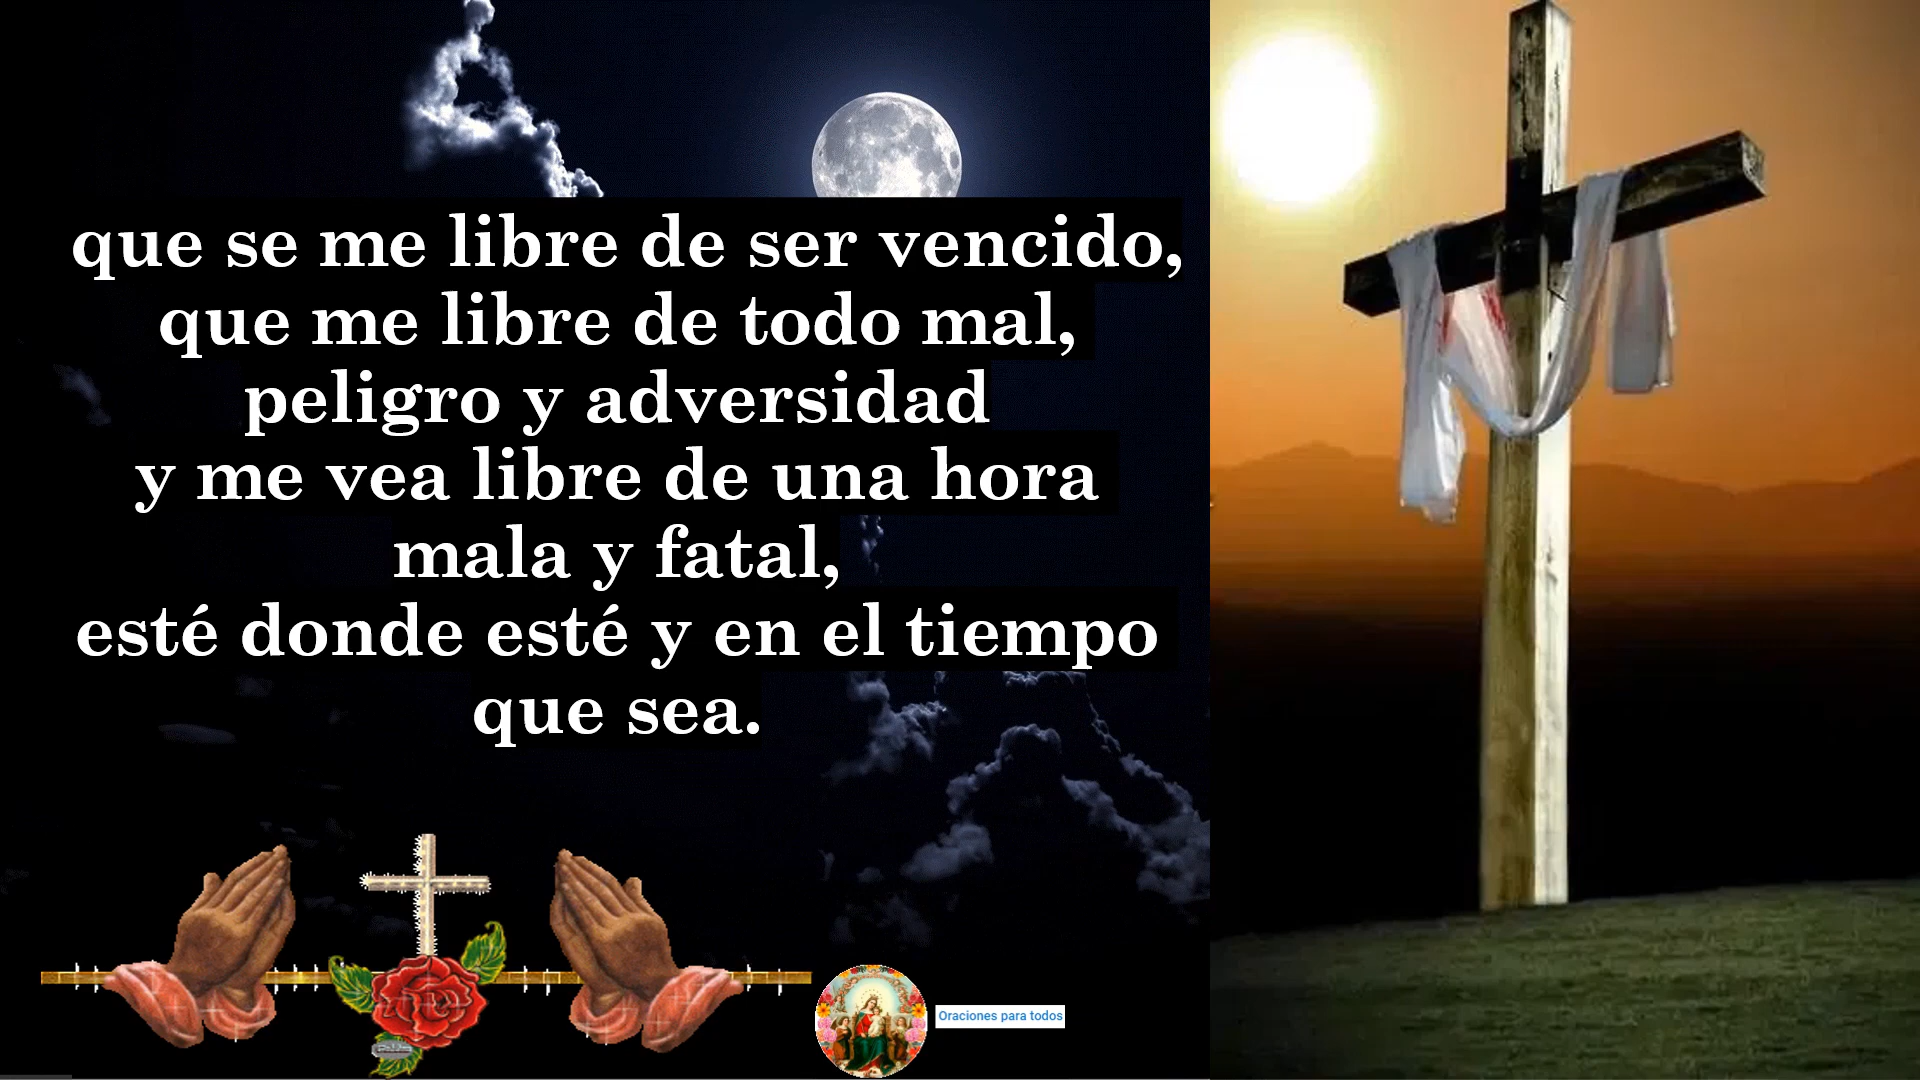 que se me libre de ser vencido,
que me libre de todo mal,
peligro y adversidad
y me vea libre de una hora
mala y fatal,
esté donde esté y en el tiempo
que sea.
Oraciones para todos